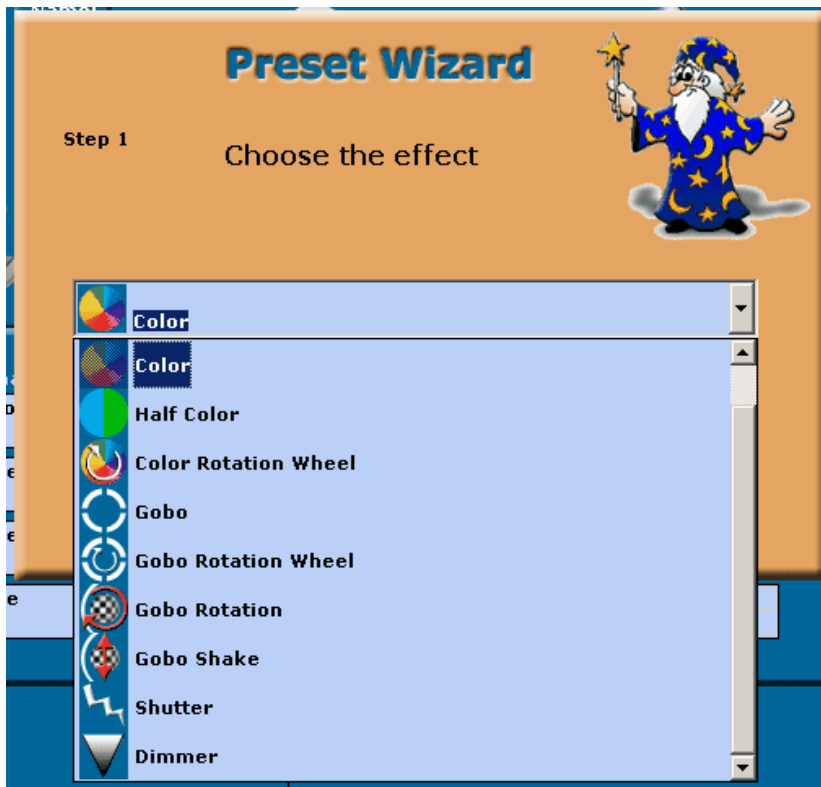 Preset Wizard
Step 1
Choose the effect
Color
Color
Half Color
Color Rotation Wheel
Gobo
Gobo Rotation Wheel
Gobo Rotation
Gobo Shake
Shutter
Dimmer